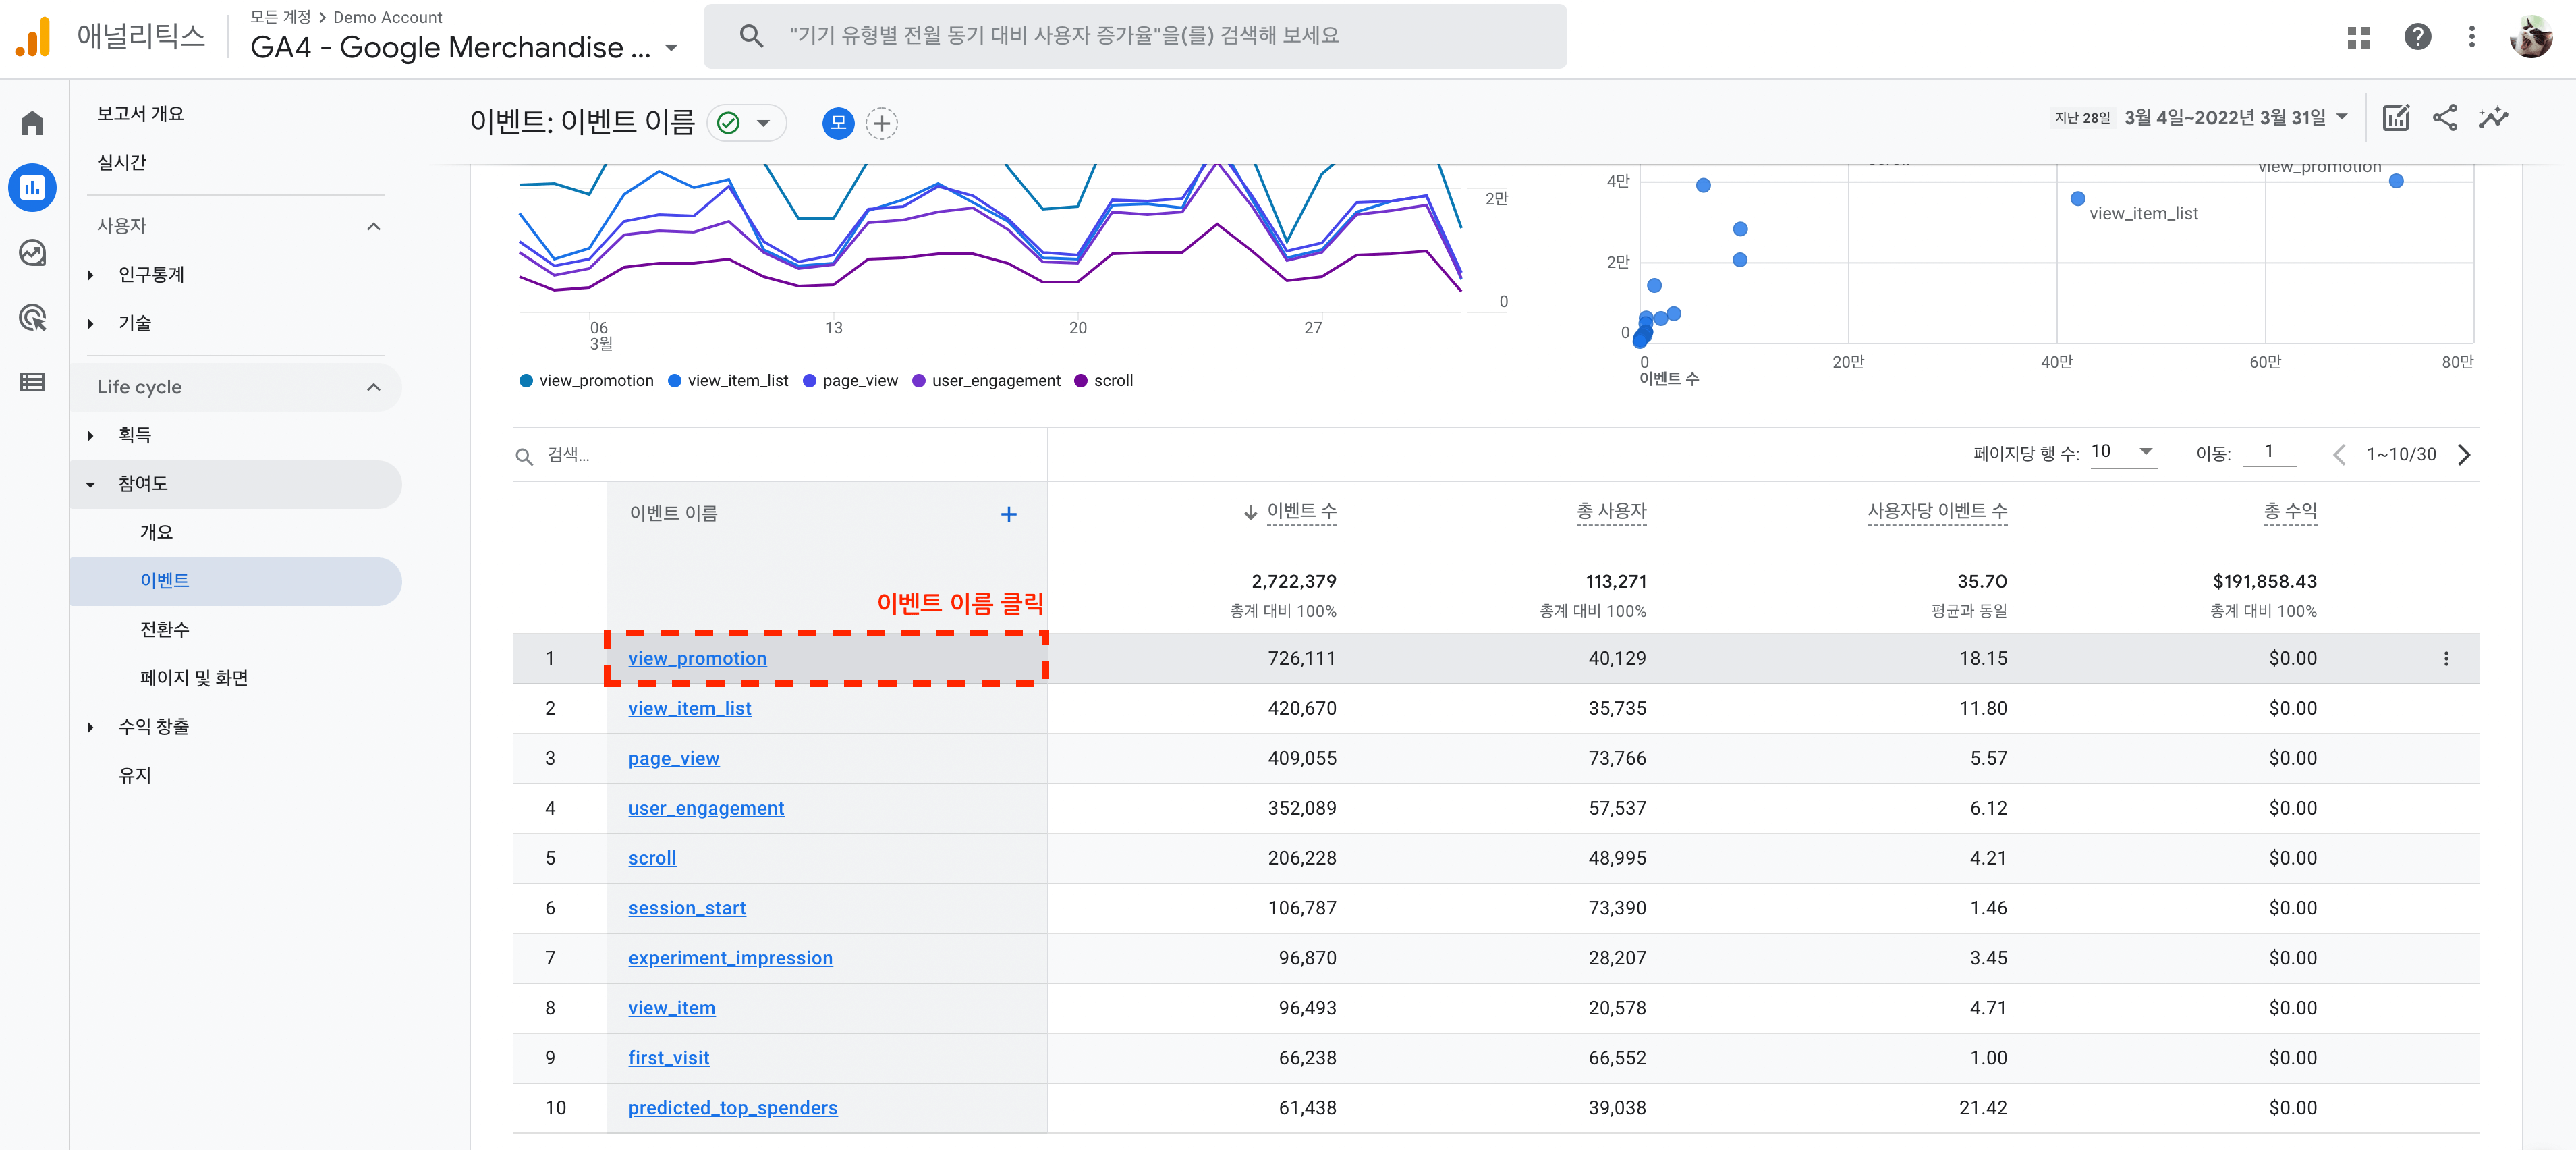 애널리틱스
모든 계정 > Demo Account
GA4 - Google Merchandise ...
"기기 유형별 전월 동기 대비 사용자 증가율"을(를) 검색해 보세요
보고서 개요
실시간
사용자
인구통계
기술
Life cycle
획득
참여도
개요
이벤트
전환수
페이지 및 화면
수익 창출
유지
이벤트: 이벤트 이름
모
지난 28일 3월 4일~2022년 3월 31일
2만
0
06
3월
13
20
27
view_promotion view_item_list page_view user_engagement scroll
view_promotion
view_item_list
4만
2만
0
0 20만 40만 60만 80만
이벤트 수
검색...
페이지당 행 수: 10 이동: 1 1~10/30
이벤트 이름 + 이벤트 수 총 사용자 사용자당 이벤트 수 총 수익
2,722,379 113,271 35.70 $191,858.43
총계 대비 100% 총계 대비 100% 평균과 동일 총계 대비 100%
이벤트 이름 클릭
1 view_promotion 726,111 40,129 18.15 $0.00
2 view_item_list 420,670 35,735 11.80 $0.00
3 page_view 409,055 73,766 5.57 $0.00
4 user_engagement 352,089 57,537 6.12 $0.00
5 scroll 206,228 48,995 4.21 $0.00
6 session_start 106,787 73,390 1.46 $0.00
7 experiment_impression 96,870 28,207 3.45 $0.00
8 view_item 96,493 20,578 4.71 $0.00
9 first_visit 66,238 66,552 1.00 $0.00
10 predicted_top_spenders 61,438 39,038 21.42 $0.00